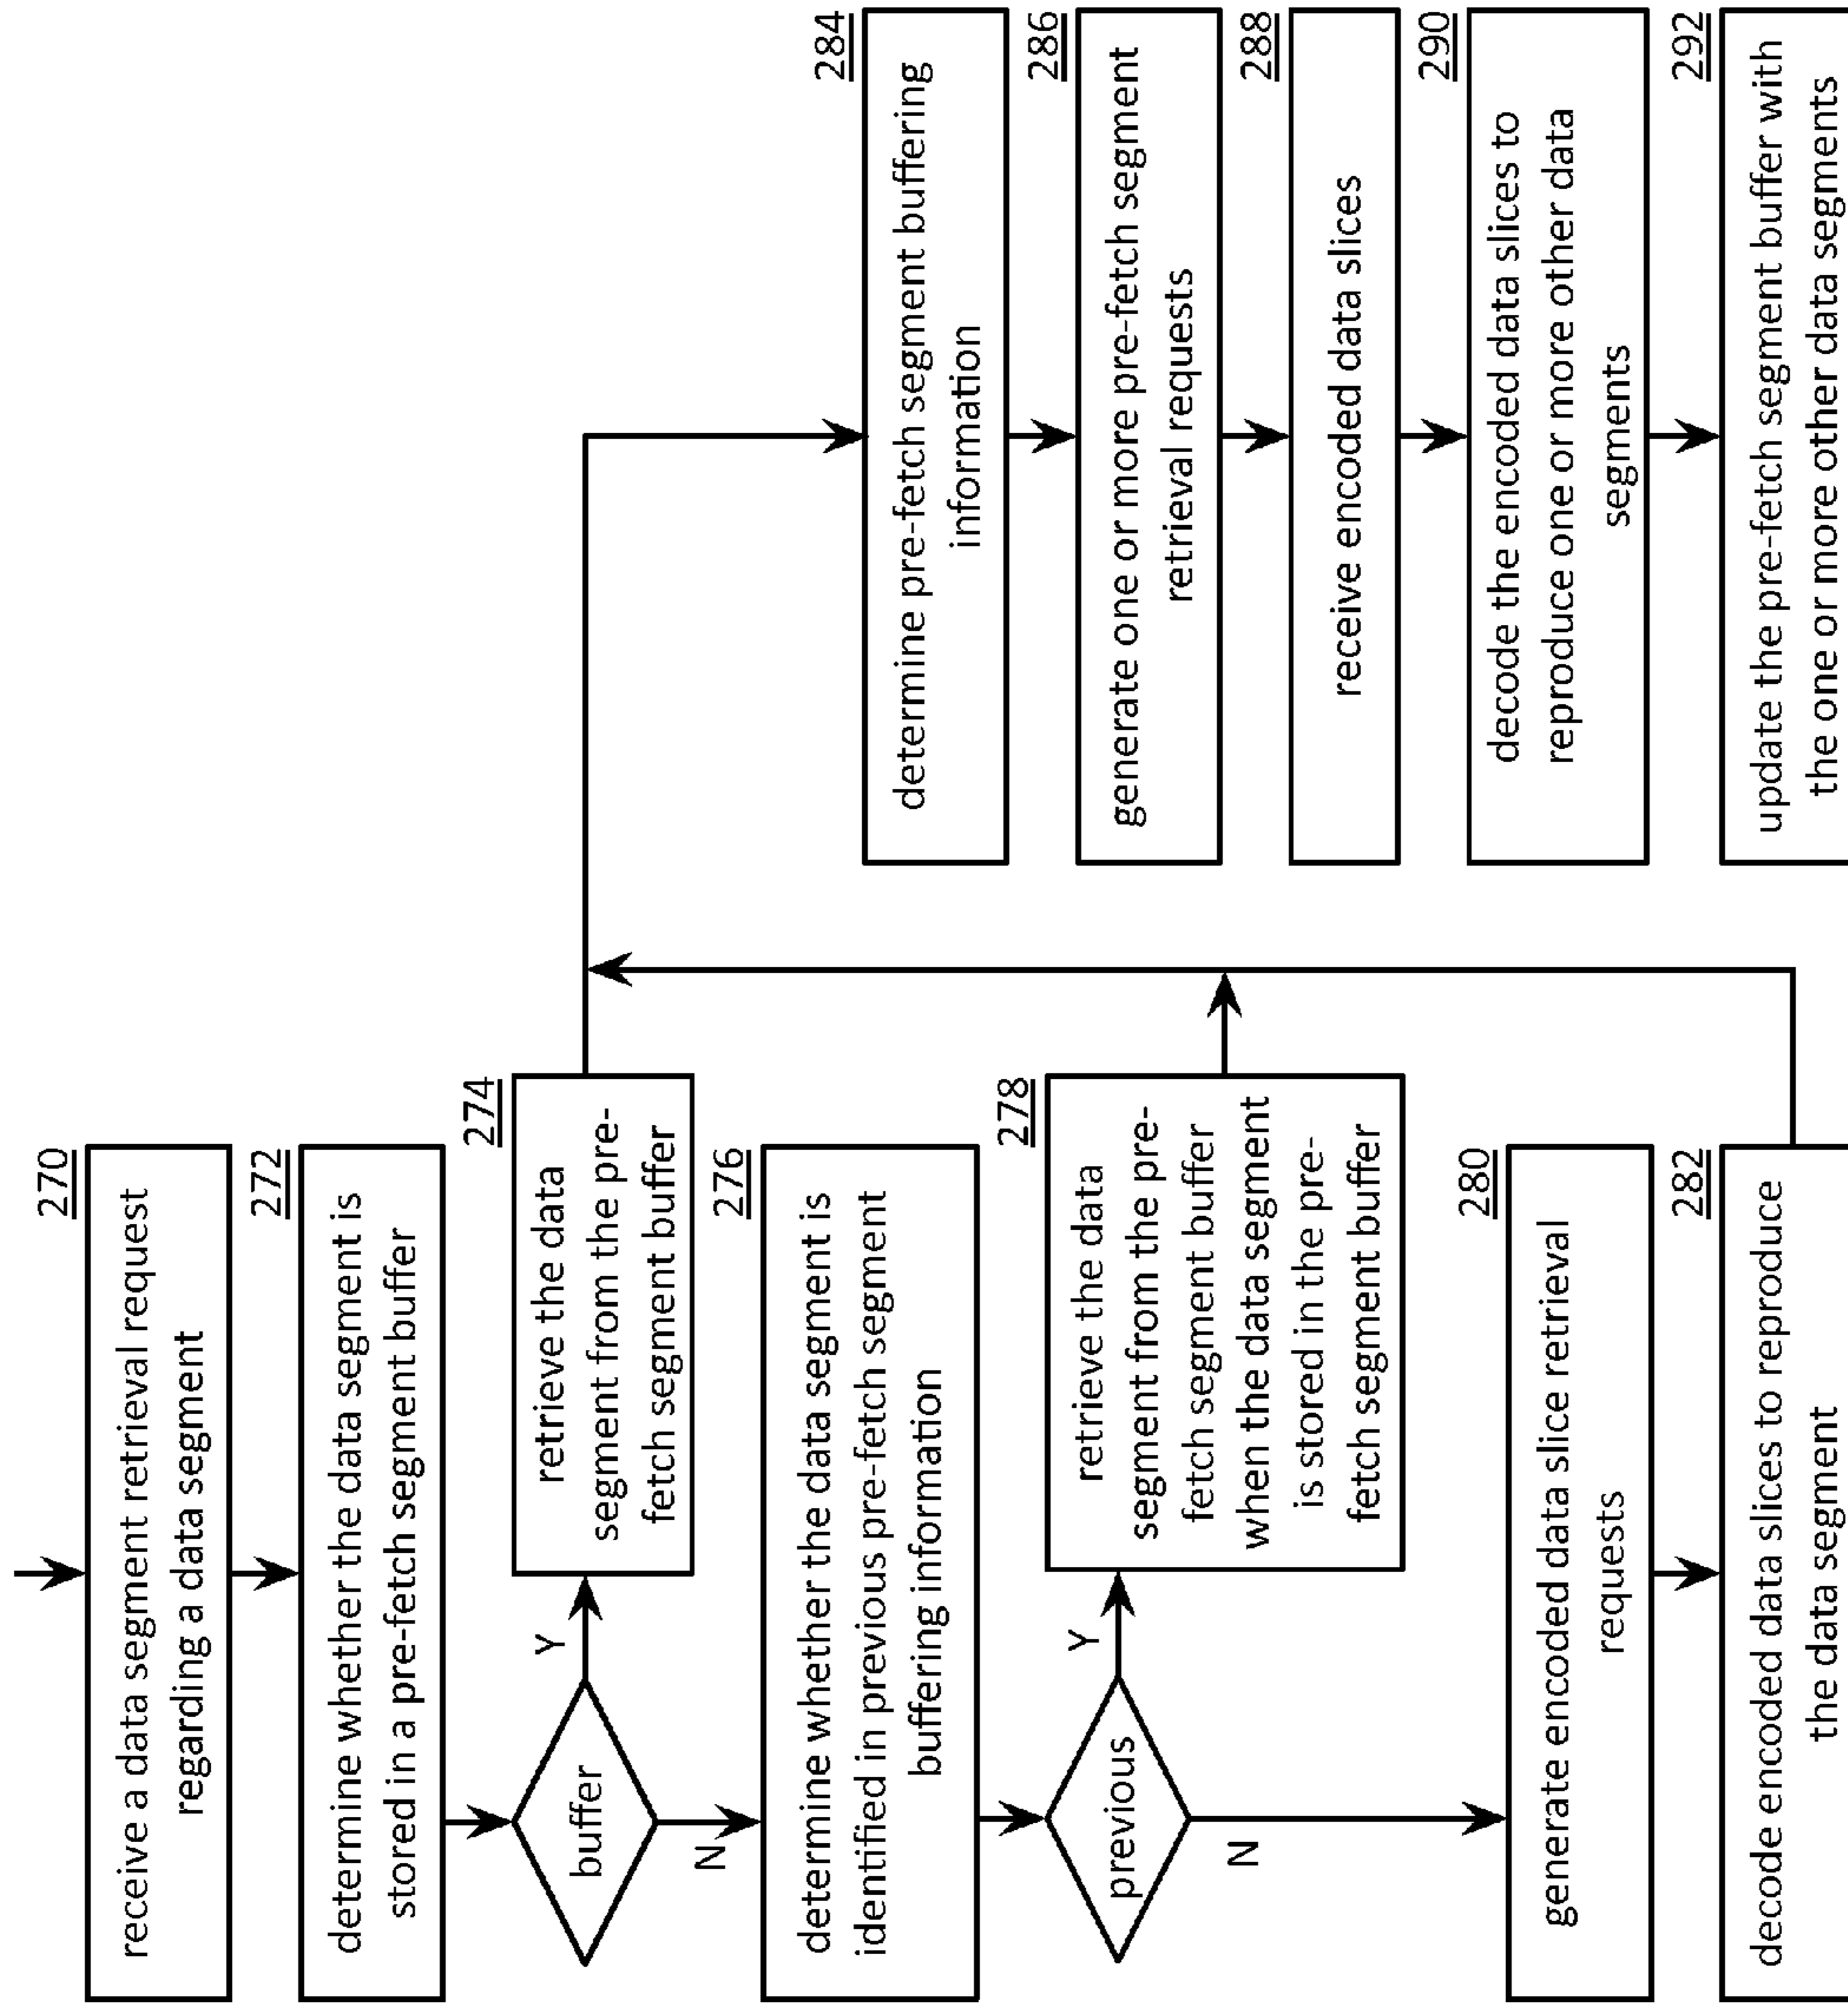 270
receive a data segment retrieval request
regarding a data segment
272
determine whether the data segment is
stored in a pre-fetch segment buffer
buffer
Y
N
274
retrieve the data
segment from the pre-
fetch segment buffer
276
determine whether the data segment is
identified in previous pre-fetch segment
buffering information
previous
Y
N
278
retrieve the data
segment from the pre-
fetch segment buffer
when the data segment
is stored in the pre-
fetch segment buffer
280
generate encoded data slice retrieval
requests
282
decode encoded data slices to reproduce
the data segment
284
determine pre-fetch segment buffering
information
286
generate one or more pre-fetch segment
retrieval requests
288
receive encoded data slices
290
decode the encoded data slices to
reproduce one or more other data
segments
292
update the pre-fetch segment buffer with
the one or more other data segments